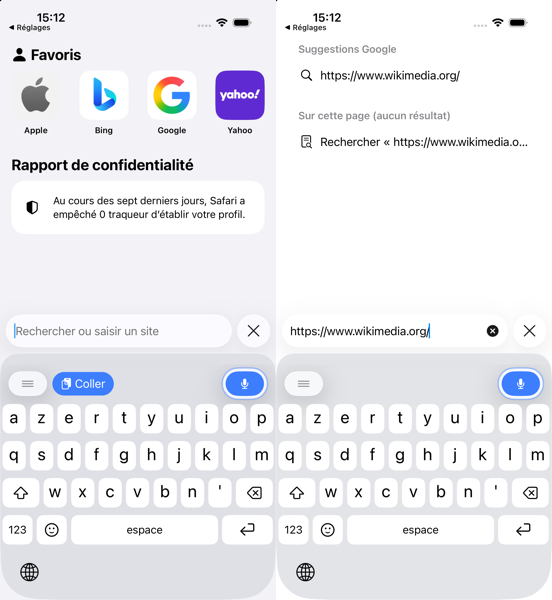 15:12
◀ Réglages
Favoris
yahoo!
Apple
Bing
Google
Yahoo
Rapport de confidentialité
Au cours des sept derniers jours, Safari a
empêché 0 traqueur d'établir votre profil.
Rechercher ou saisir un site
Coller
a z e r t y u i o p
q s d f g h j k l m
w x c v b n '
123
espace
15:12
◀ Réglages
Suggestions Google
https://www.wikimedia.org/
Sur cette page (aucun résultat)
Rechercher « https://www.wikimedia.o...
https://www.wikimedia.org/
a z e r t y u i o p
q s d f g h j k l m
w x c v b n '
123
espace